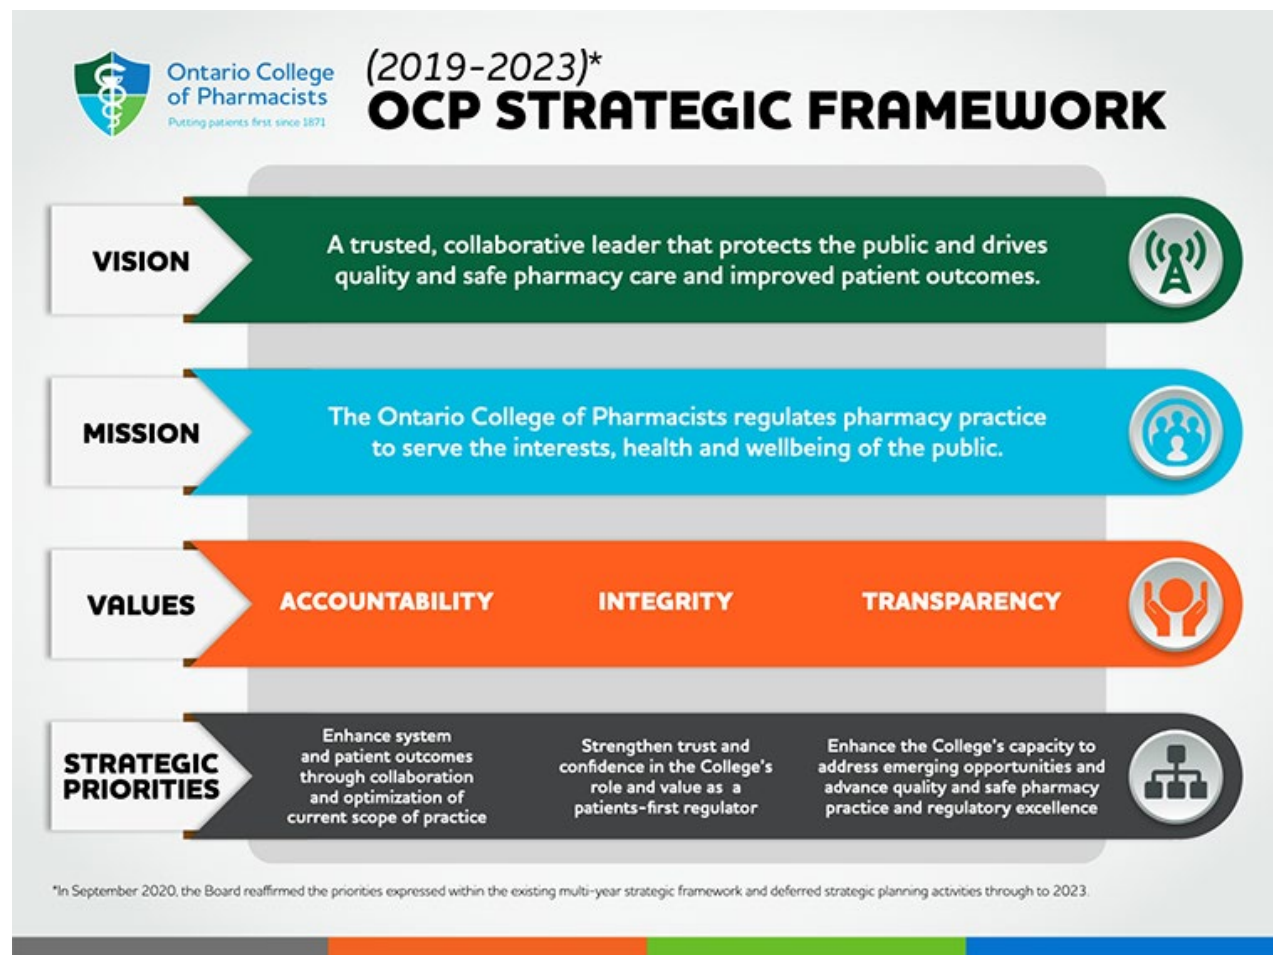 Ontario College
of Pharmacists
Putting patients first since 1871
(2019-2023)*
OCP STRATEGIC FRAMEWORK
VISION
A trusted, collaborative leader that protects the public and drives
quality and safe pharmacy care and improved patient outcomes.
MISSION
The Ontario College of Pharmacists regulates pharmacy practice
to serve the interests, health and wellbeing of the public.
VALUES
ACCOUNTABILITY
INTEGRITY
TRANSPARENCY
STRATEGIC
PRIORITIES
Enhance system
and patient outcomes
through collaboration
and optimization of
current scope of practice
Strengthen trust and
confidence in the College's
role and value as a
patients-first regulator
Enhance the College's capacity to
address emerging opportunities and
advance quality and safe pharmacy
practice and regulatory excellence
*In September 2020, the Board reaffirmed the priorities expressed within the existing multi-year strategic framework and deferred strategic planning activities through to 2023.